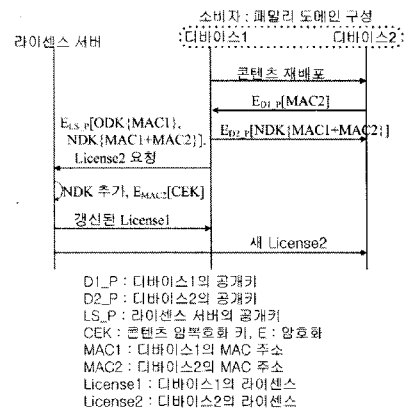 소비자 : 패밀리 도메인 구성
라이센스 서버
디바이스1
디바이스2
콘텐츠 재배포
E_D1_P[MAC2]
E_LS_P[ODK{MAC1},
NDK{MAC1+MAC2}].
License2 요청
E_D2_P[NDK{MAC1+MAC2}]
NDK 추가, E_MAC2[CEK]
갱신된 License1
새 License2
D1_P : 디바이스1의 공개키
D2_P : 디바이스2의 공개키
LS_P : 라이센스 서버의 공개키
CEK : 콘텐츠 암복호화 키, E : 암호화
MAC1 : 디바이스1의 MAC 주소
MAC2 : 디바이스2의 MAC 주소
License1 : 디바이스1의 라이센스
License2 : 디바이스2의 라이센스